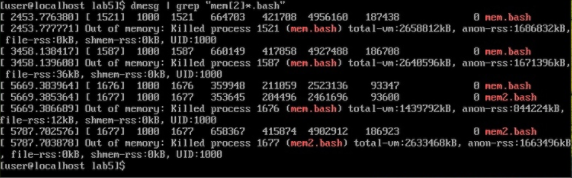 [user@localhost lab5]$ dmesg | grep "mem[2]*.bash"
[ 2453.776380] [ 1521] 1000 1521 664703 421708 4956160 187438 0 mem.bash
[ 2453.777771] Out of memory: Killed process 1521 (mem.bash) total-vm:2658812kB, anon-rss:1686832kB,
file-rss:0kB, shmem-rss:0kB, UID:1000
[ 3458.138417] [ 1587] 1000 1587 660149 417858 4927488 186708 0 mem.bash
[ 3458.139608] Out of memory: Killed process 1587 (mem.bash) total-vm:2640596kB, anon-rss:1671396kB,
file-rss:36kB, shmem-rss:0kB, UID:1000
[ 5669.383964] [ 1676] 1000 1676 359948 211059 2523136 93347 0 mem.bash
[ 5669.385364] [ 1677] 1000 1677 353645 204496 2461696 93600 0 mem2.bash
[ 5669.386689] Out of memory: Killed process 1676 (mem.bash) total-vm:1439792kB, anon-rss:844224kB,
file-rss:12kB, shmem-rss:0kB, UID:1000
[ 5787.702576] [ 1677] 1000 1677 658367 415874 4902912 186923 0 mem2.bash
[ 5787.703878] Out of memory: Killed process 1677 (mem2.bash) total-vm:2633468kB, anon-rss:1663496kB
, file-rss:0kB, shmem-rss:0kB, UID:1000
[user@localhost lab5]$